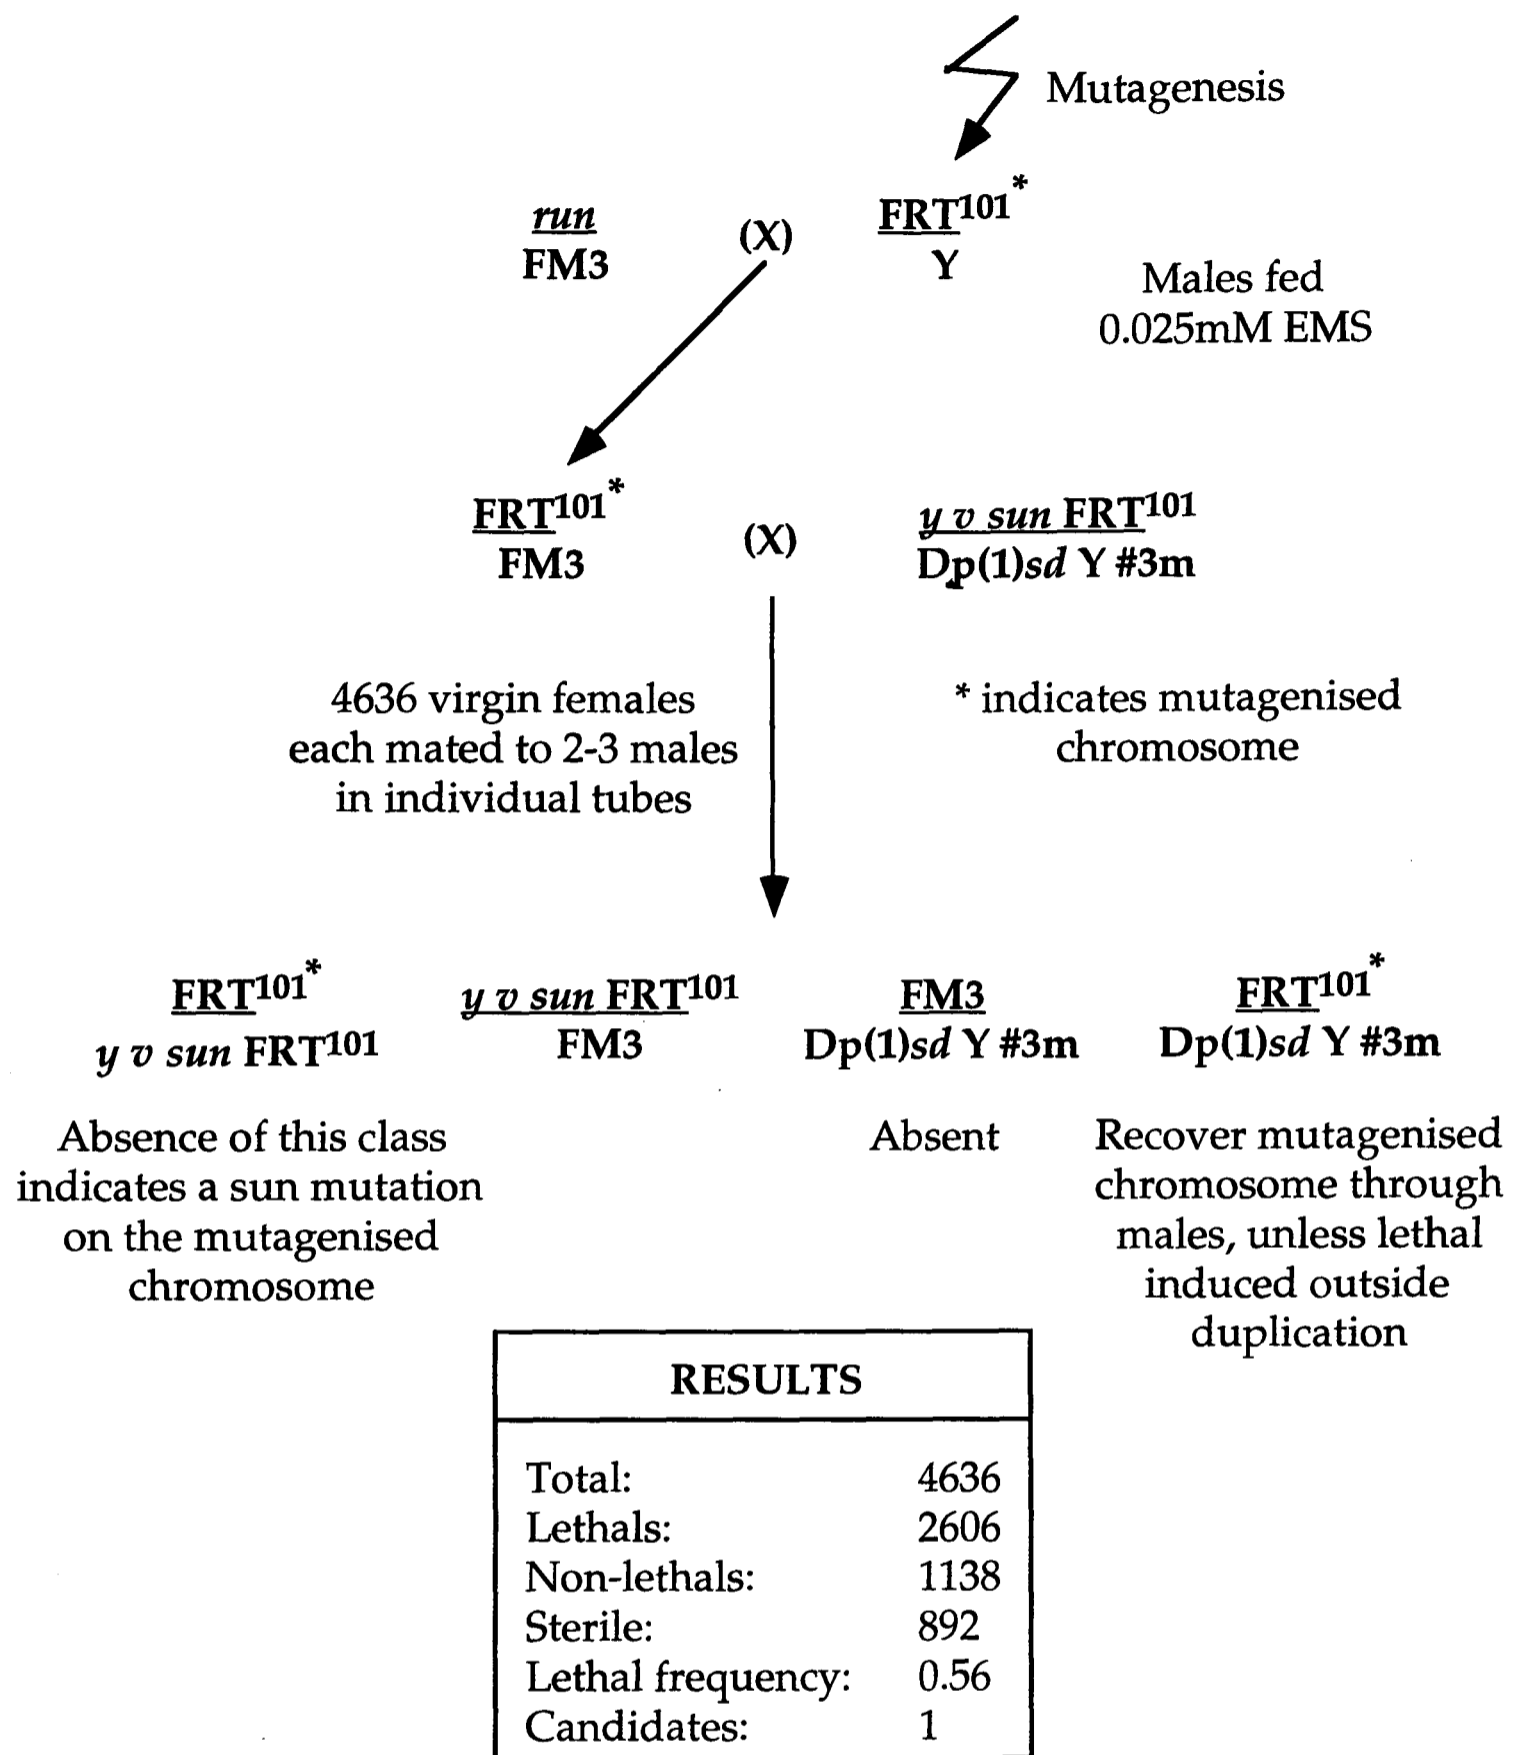 Mutagenesis
run
FM3
(X)
FRT101*
Y
Males fed
0.025mM EMS
FRT101*
FM3
(X)
y v sun FRT101
Dp(1)sd Y #3m
4636 virgin females
each mated to 2-3 males
in individual tubes
* indicates mutagenised
chromosome
FRT101*
y v sun FRT101
Absence of this class
indicates a sun mutation
on the mutagenised
chromosome
y v sun FRT101
FM3
FM3
Dp(1)sd Y #3m
Absent
FRT101*
Dp(1)sd Y #3m
Recover mutagenised
chromosome through
males, unless lethal
induced outside
duplication
RESULTS
Total: 4636
Lethals: 2606
Non-lethals: 1138
Sterile: 892
Lethal frequency: 0.56
Candidates: 1